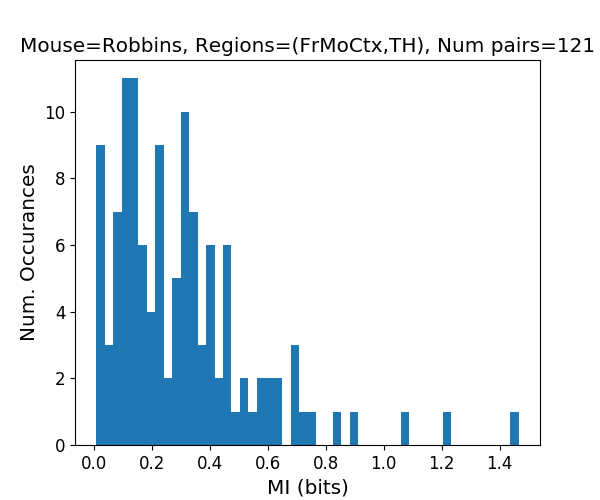 Mouse=Robbins, Regions=(FrMoCtx,TH), Num pairs=121
Num. Occurances
10
8
6
4
2
0
0.0 0.2 0.4 0.6 0.8 1.0 1.2 1.4
MI (bits)